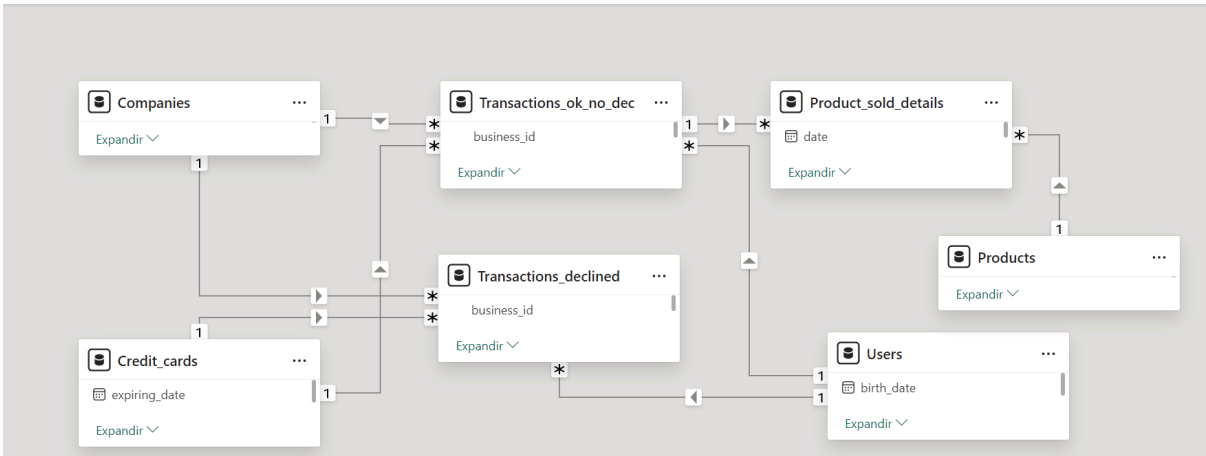 Companies
Expandir
1
1
Transactions_ok_no_dec
business_id
Expandir
*
*
1
*
Product_sold_details
date
Expandir
*
*
Products
Expandir
1
Transactions_declined
business_id
Expandir
*
*
*
Credit_cards
expiring_date
Expandir
1
1
Users
birth_date
Expandir
1
1